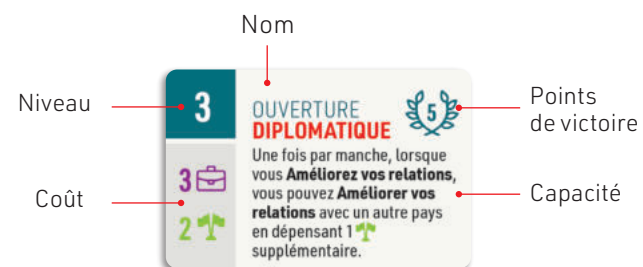 Nom
Niveau
3
OUVERTURE
DIPLOMATIQUE
5
Points
de victoire
Coût
3
2
Une fois par manche, lorsque
vous Améliorez vos relations,
vous pouvez Améliorer vos
relations avec un autre pays
en dépensant 1
supplémentaire.
Capacité